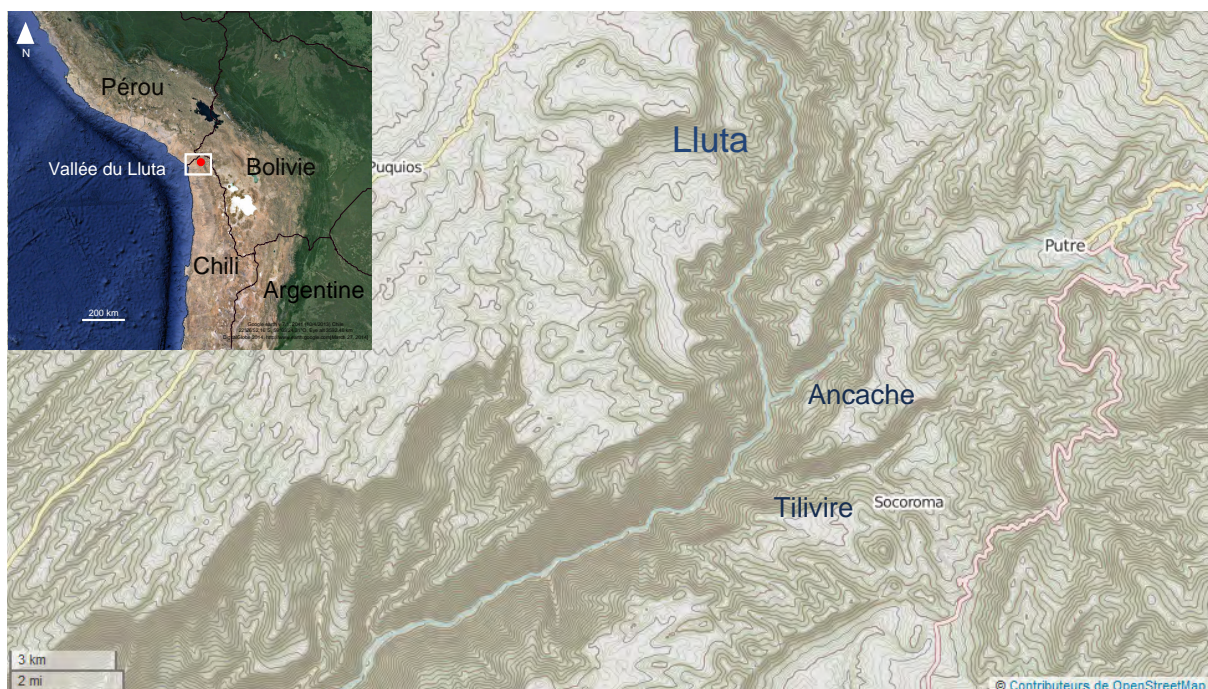 N
Pérou
Vallée du Lluta
Bolivie
Chili
Argentine
200 km
Lluta
Puquios
Putre
Ancache
Tilivire
Socoroma
3 km
2 mi
© Contributeurs de OpenStreetMap